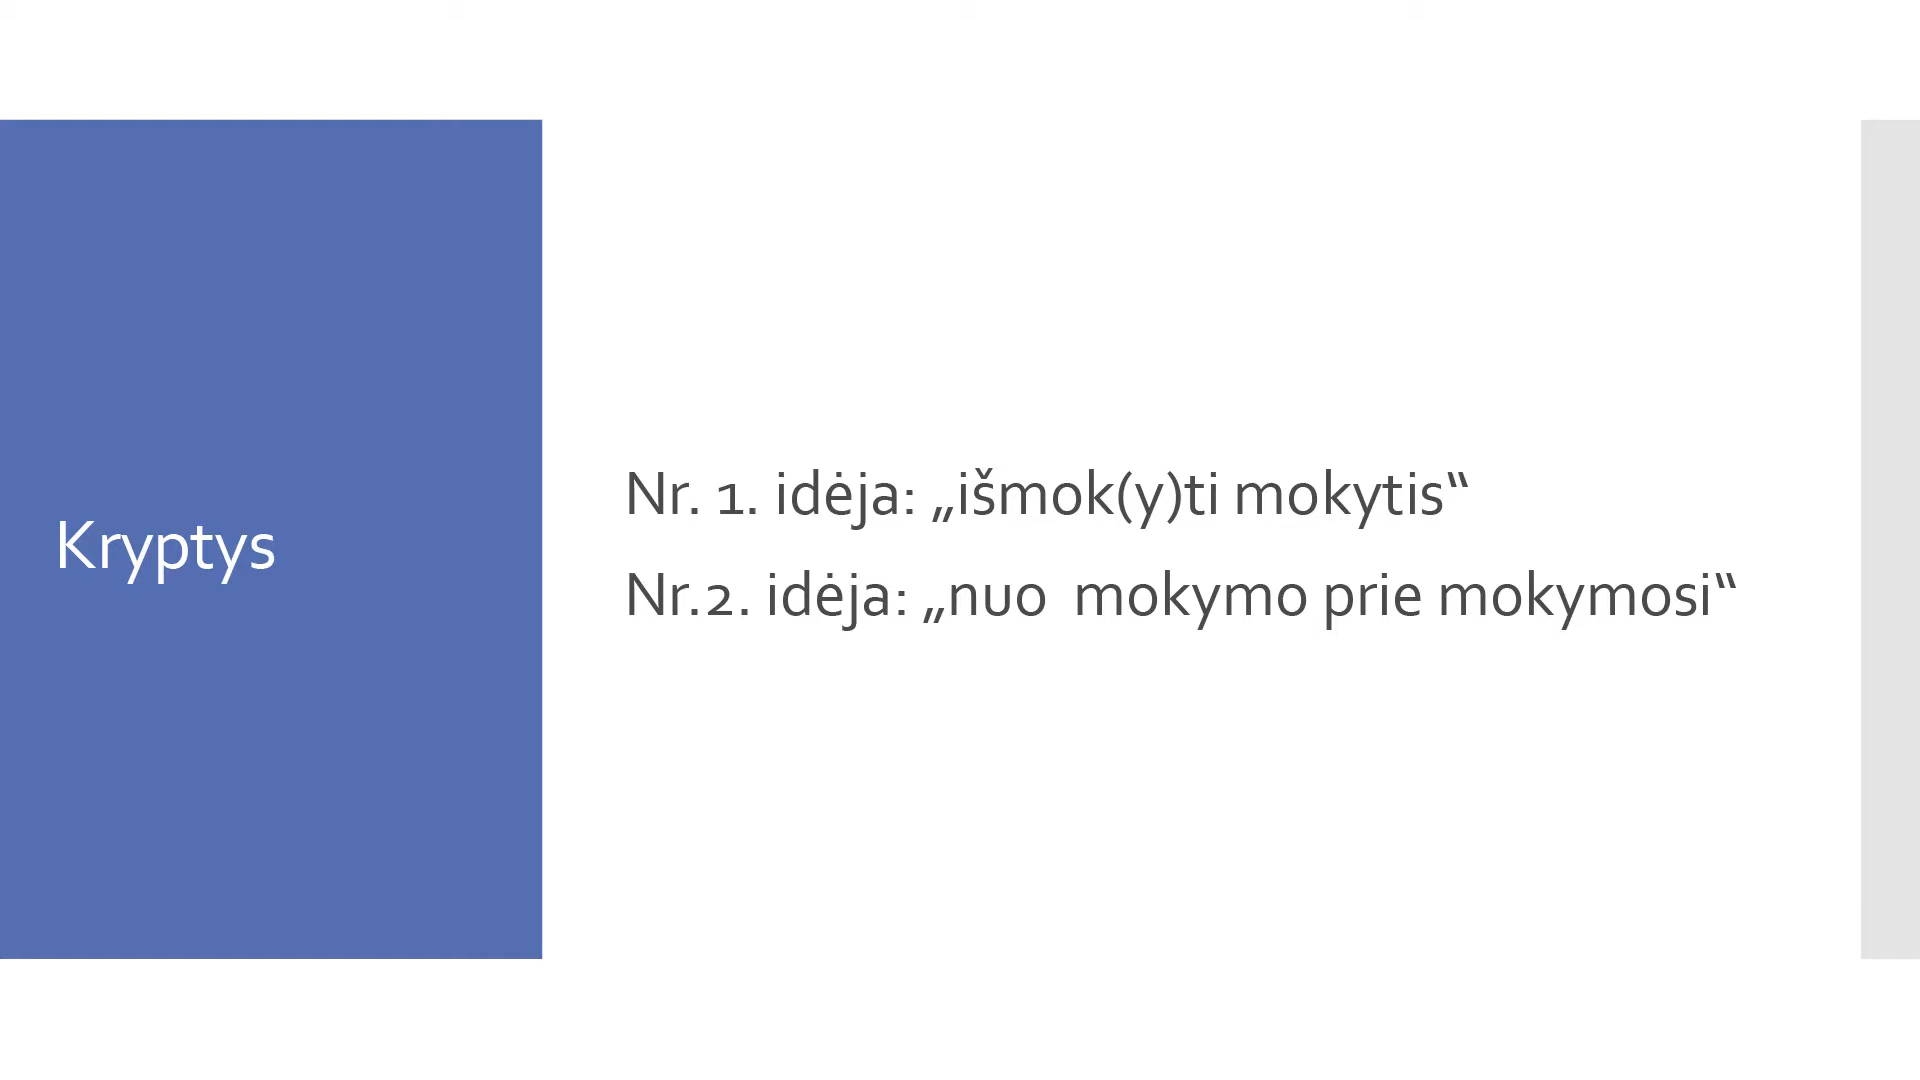 Kryptys
Nr. 1. idėja: „išmok(y)ti mokytis“
Nr.2. idėja: „nuo  mokymo prie mokymosi“